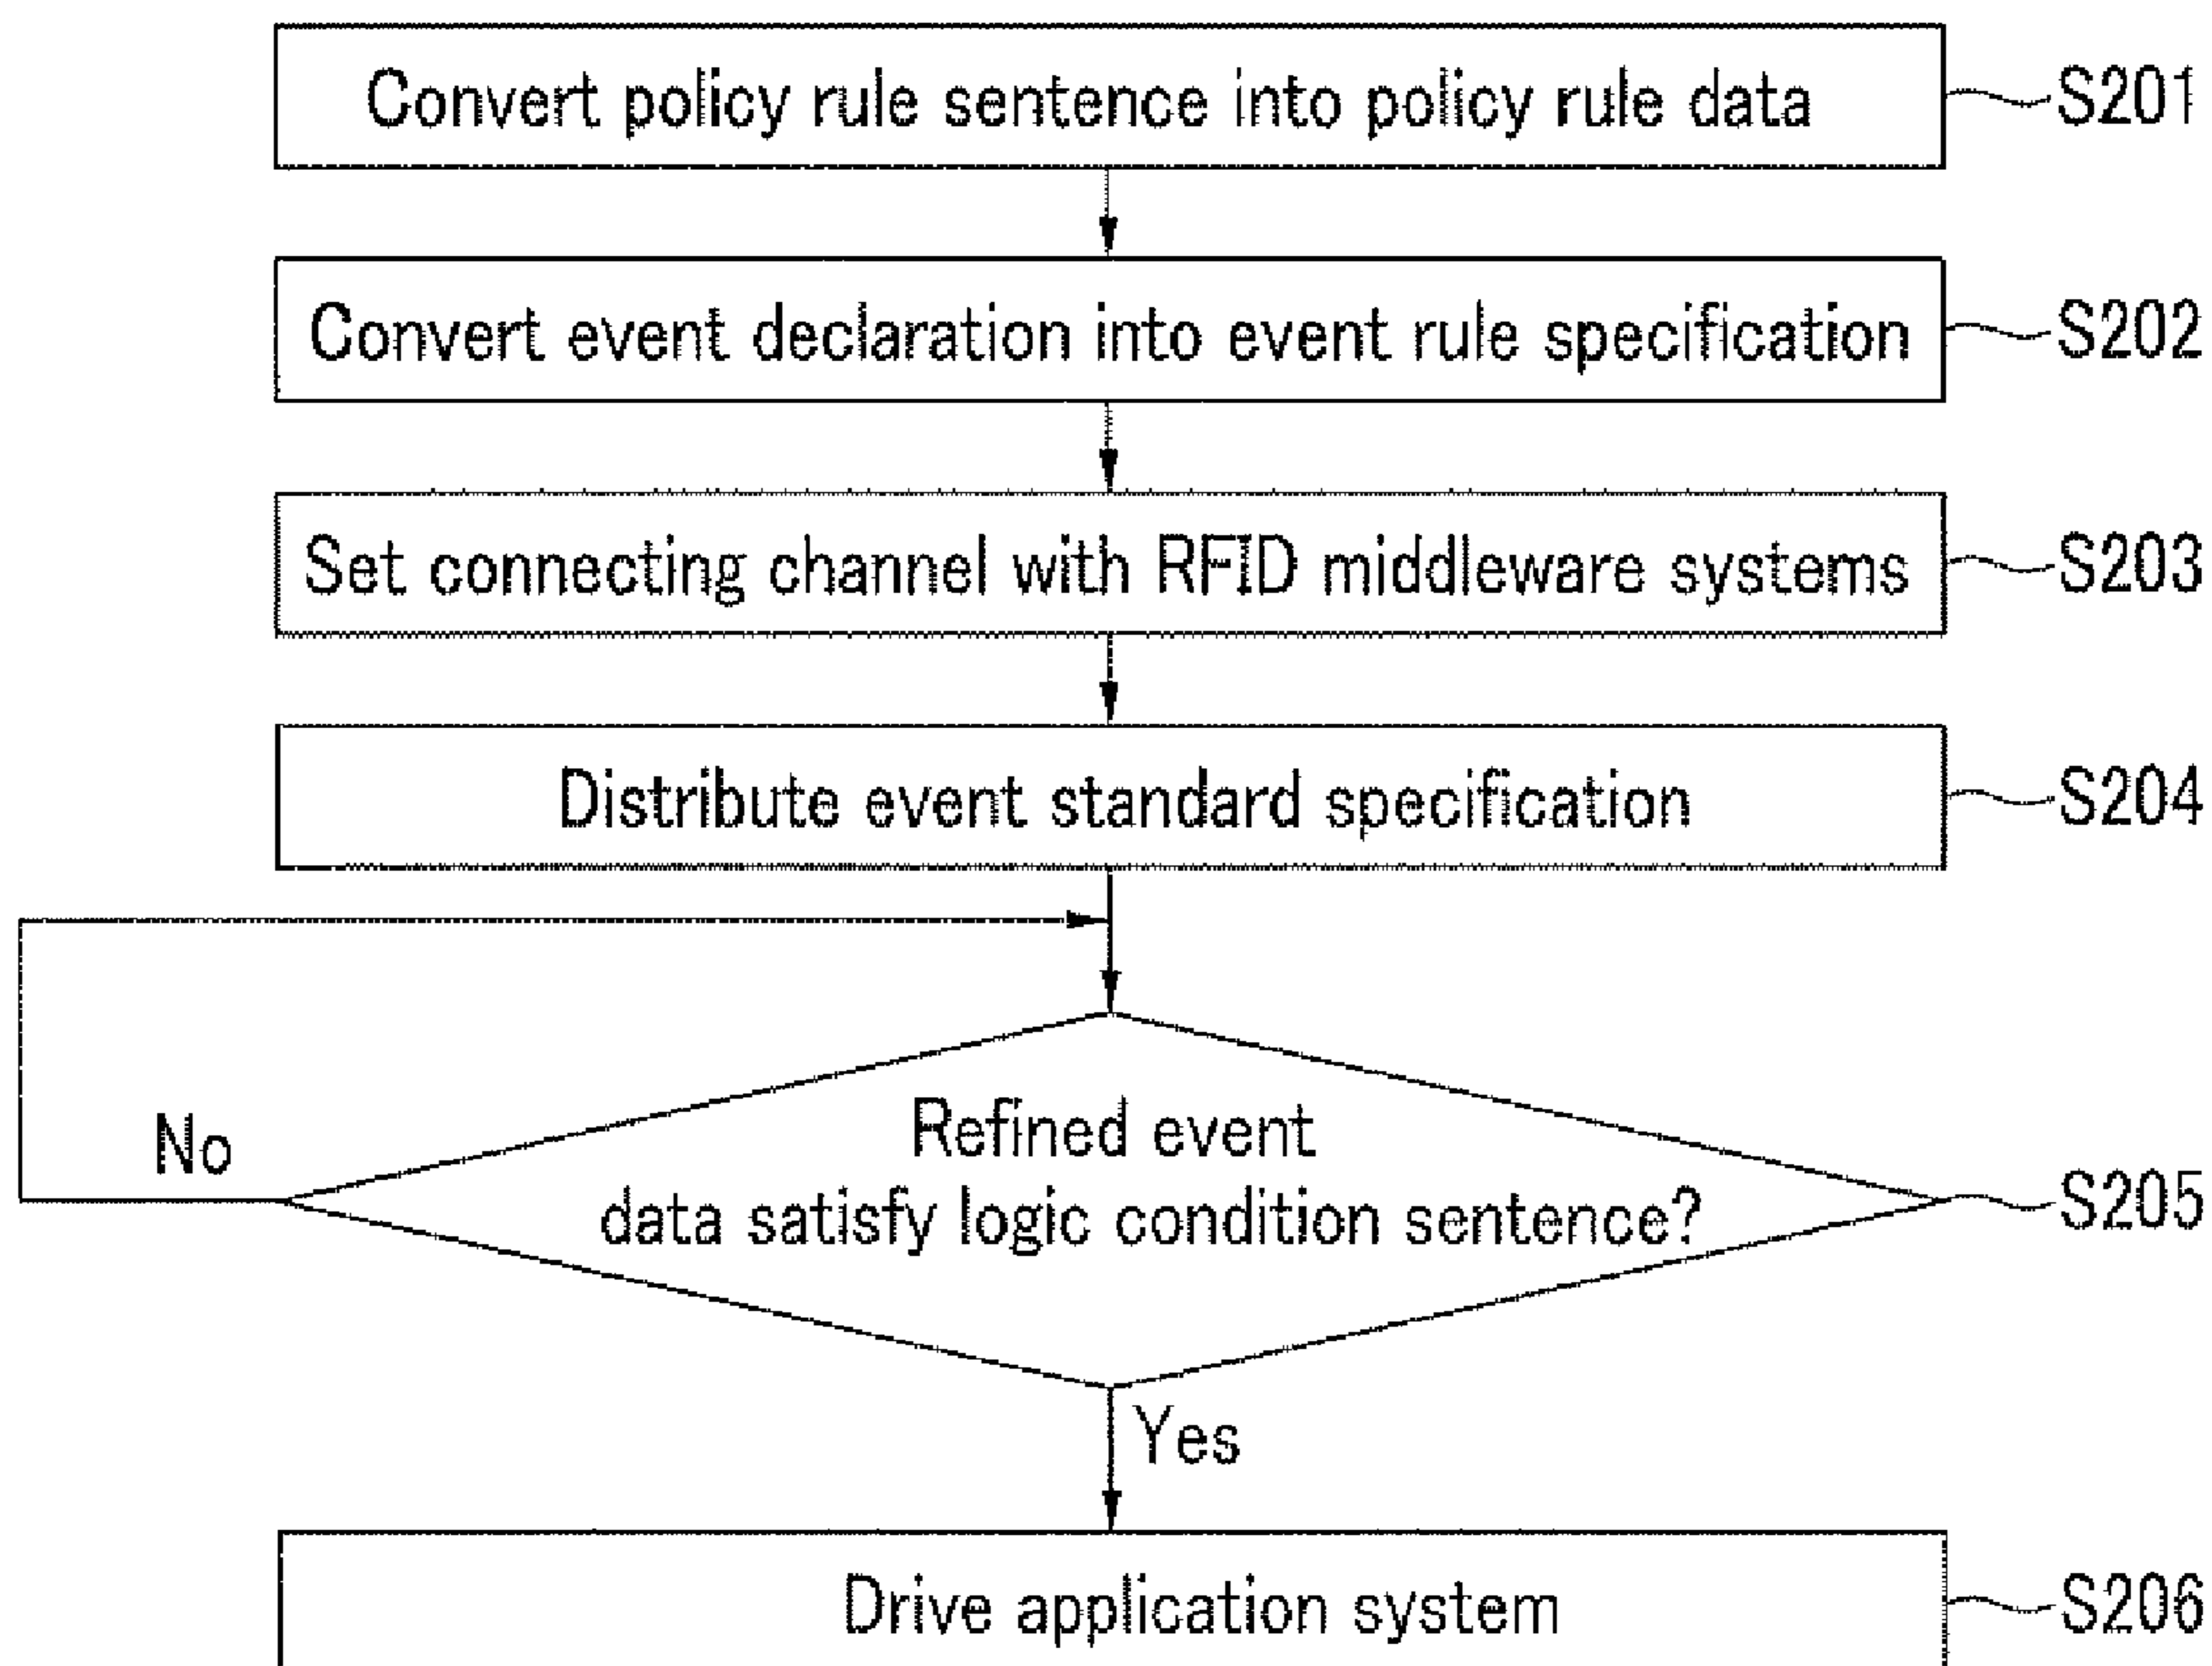 Convert policy rule sentence into policy rule data
S201
Convert event declaration into event rule specification
S202
Set connecting channel with RFID middleware systems
S203
Distribute event standard specification
S204
No
Refined event
data satisfy logic condition sentence?
S205
Yes
Drive application system
S206